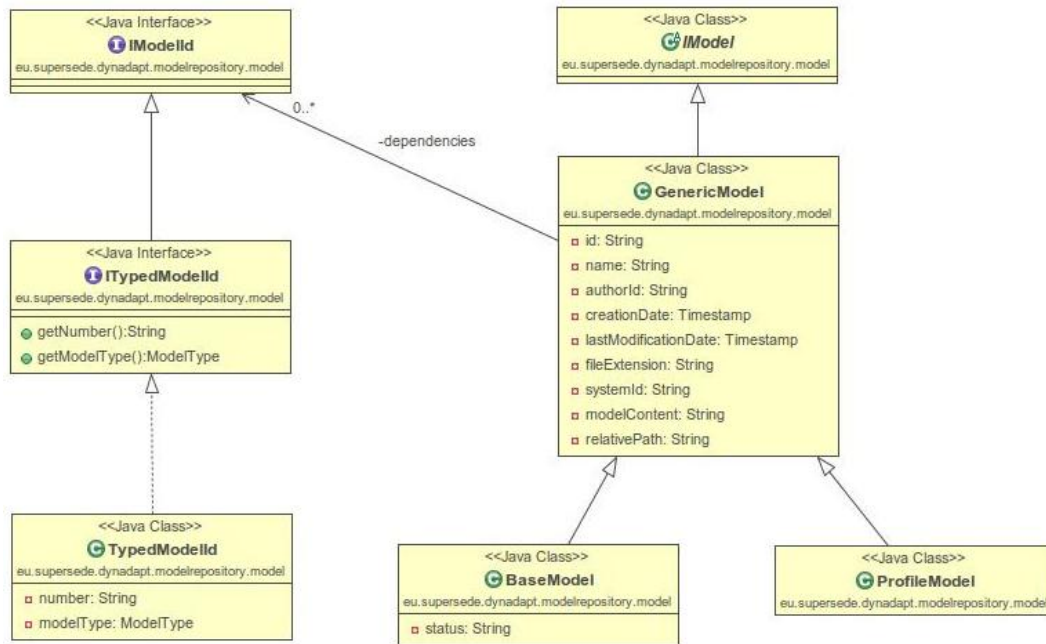 <<Java Interface>>
IModelId
eu.supersede.dynadapt.modelrepository.model
<<Java Class>>
IModel
eu.supersede.dynadapt.modelrepository.model
0..*
-dependencies
<<Java Class>>
GenericModel
eu.supersede.dynadapt.modelrepository.model
id: String
name: String
authorId: String
creationDate: Timestamp
lastModificationDate: Timestamp
fileExtension: String
systemId: String
modelContent: String
relativePath: String
<<Java Interface>>
ITypedModelId
eu.supersede.dynadapt.modelrepository.model
getNumber():String
getModelType():ModelType
<<Java Class>>
TypedModelId
eu.supersede.dynadapt.modelrepository.model
number: String
modelType: ModelType
<<Java Class>>
BaseModel
eu.supersede.dynadapt.modelrepository.model
status: String
<<Java Class>>
ProfileModel
eu.supersede.dynadapt.modelrepository.model